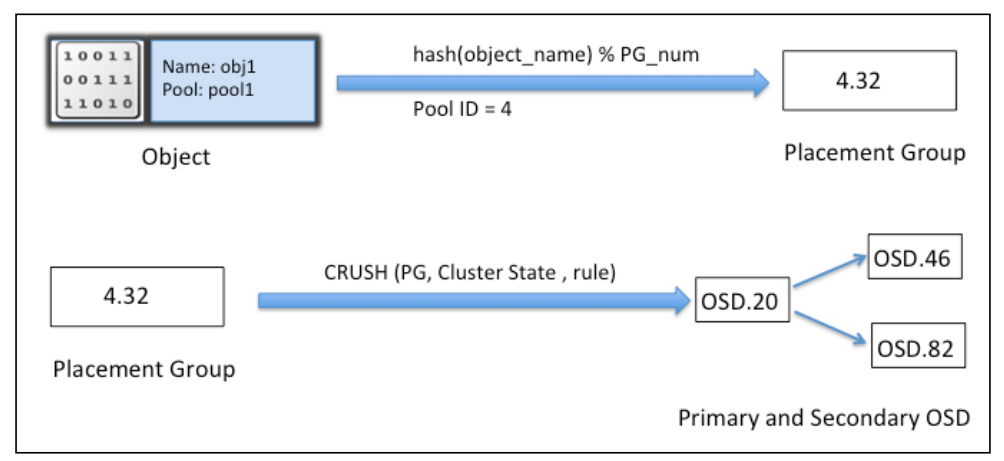 10011
00111
11010
Name: obj1
Pool: pool1
Object
hash(object_name) % PG_num
Pool ID = 4
4.32
Placement Group
4.32
Placement Group
CRUSH (PG, Cluster State , rule)
OSD.20
OSD.46
OSD.82
Primary and Secondary OSD